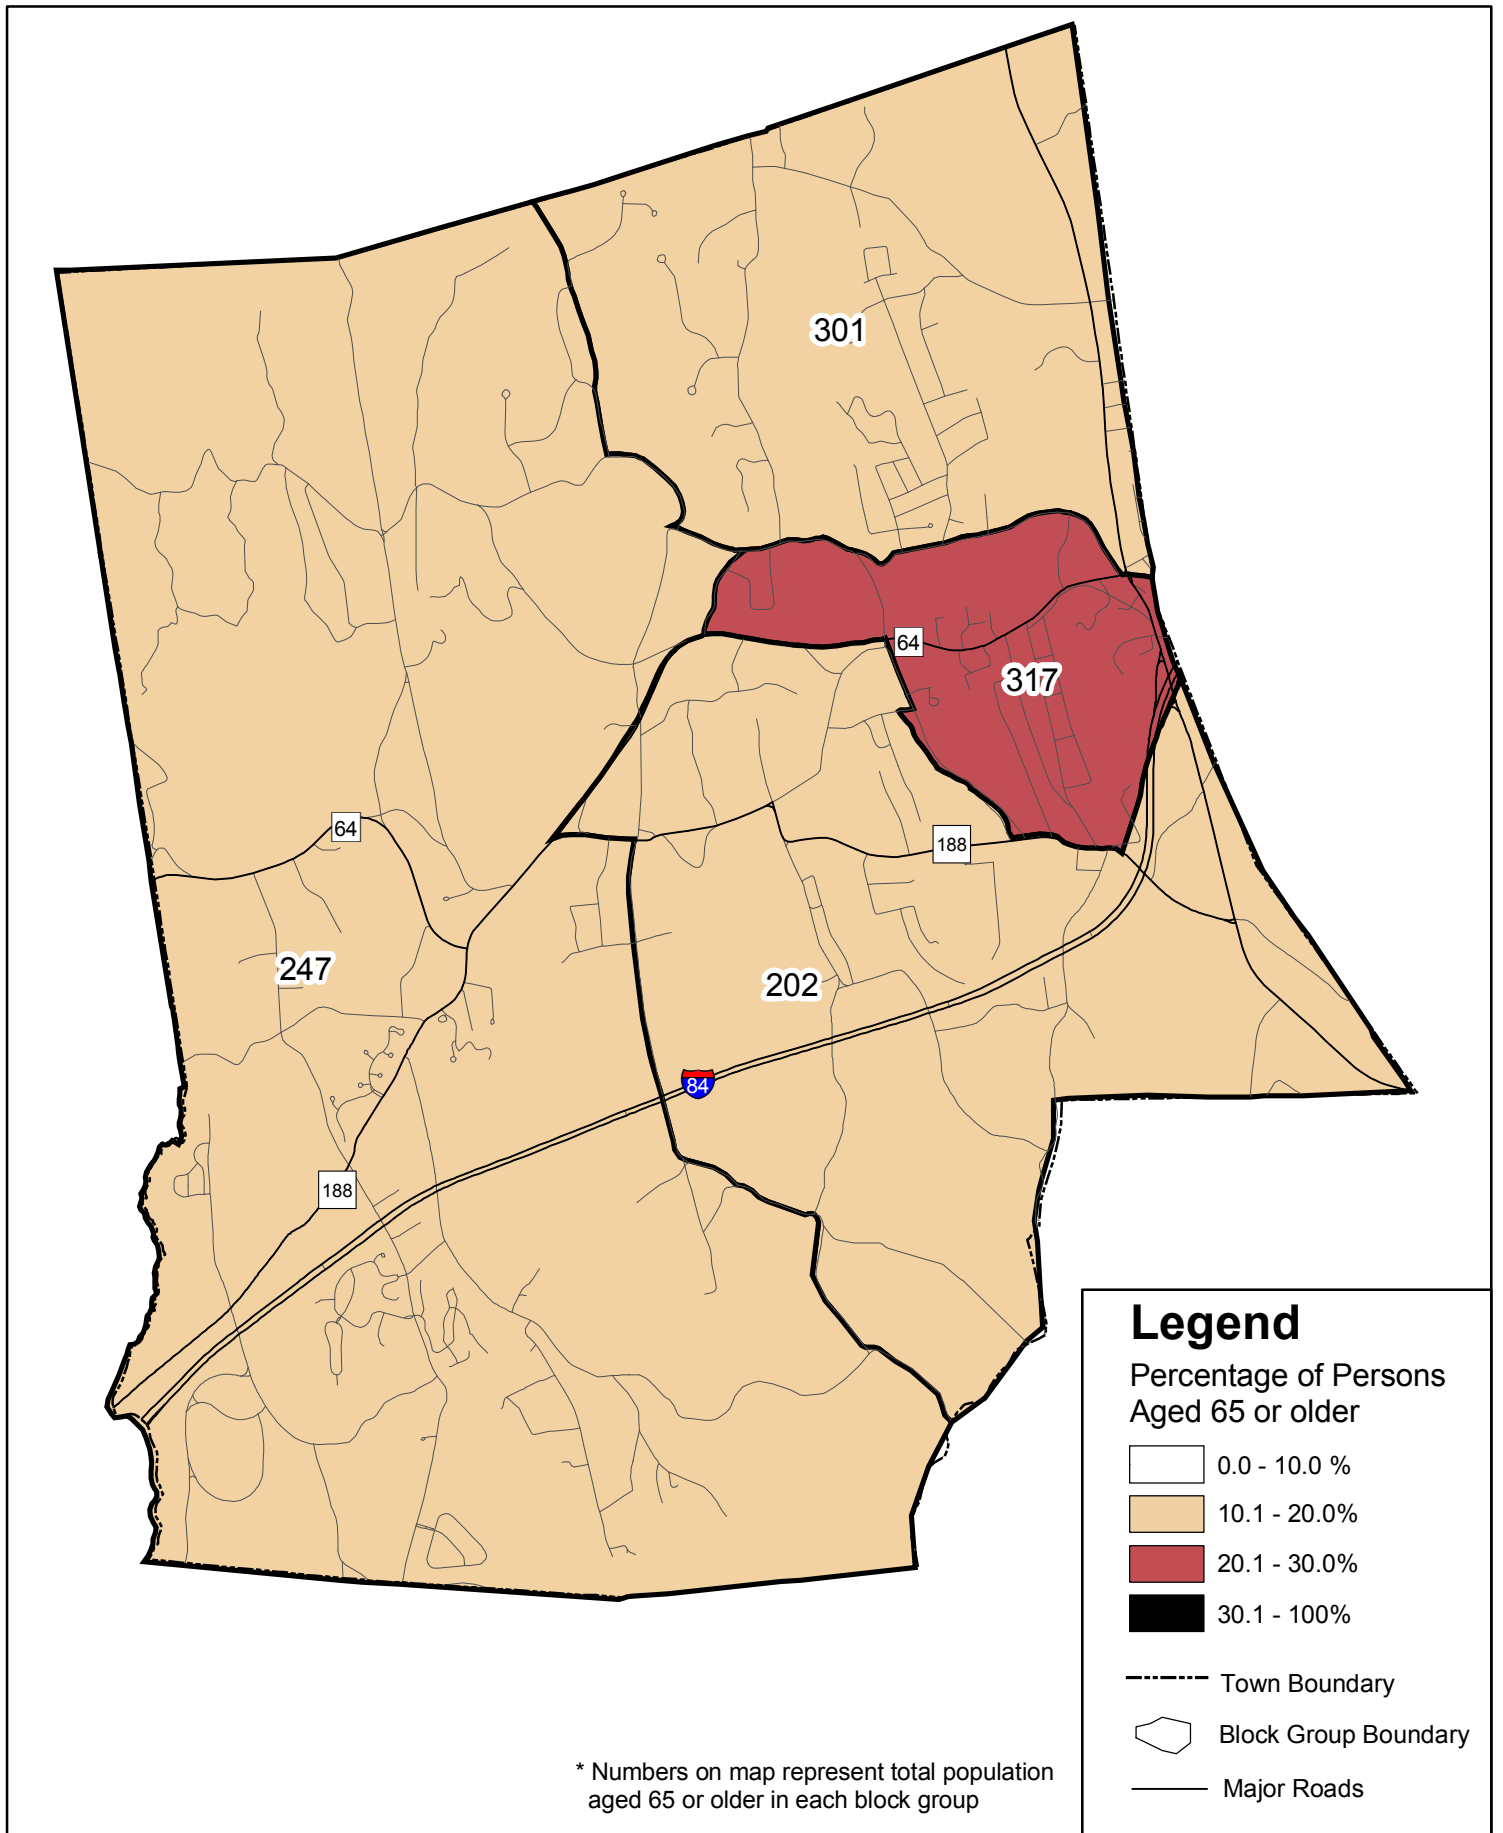 301
64
317
64
188
247
202
84
188
Legend
Percentage of Persons
Aged 65 or older
0.0 - 10.0 %
10.1 - 20.0%
20.1 - 30.0%
30.1 - 100%
Town Boundary
Block Group Boundary
Major Roads
* Numbers on map represent total population
aged 65 or older in each block group